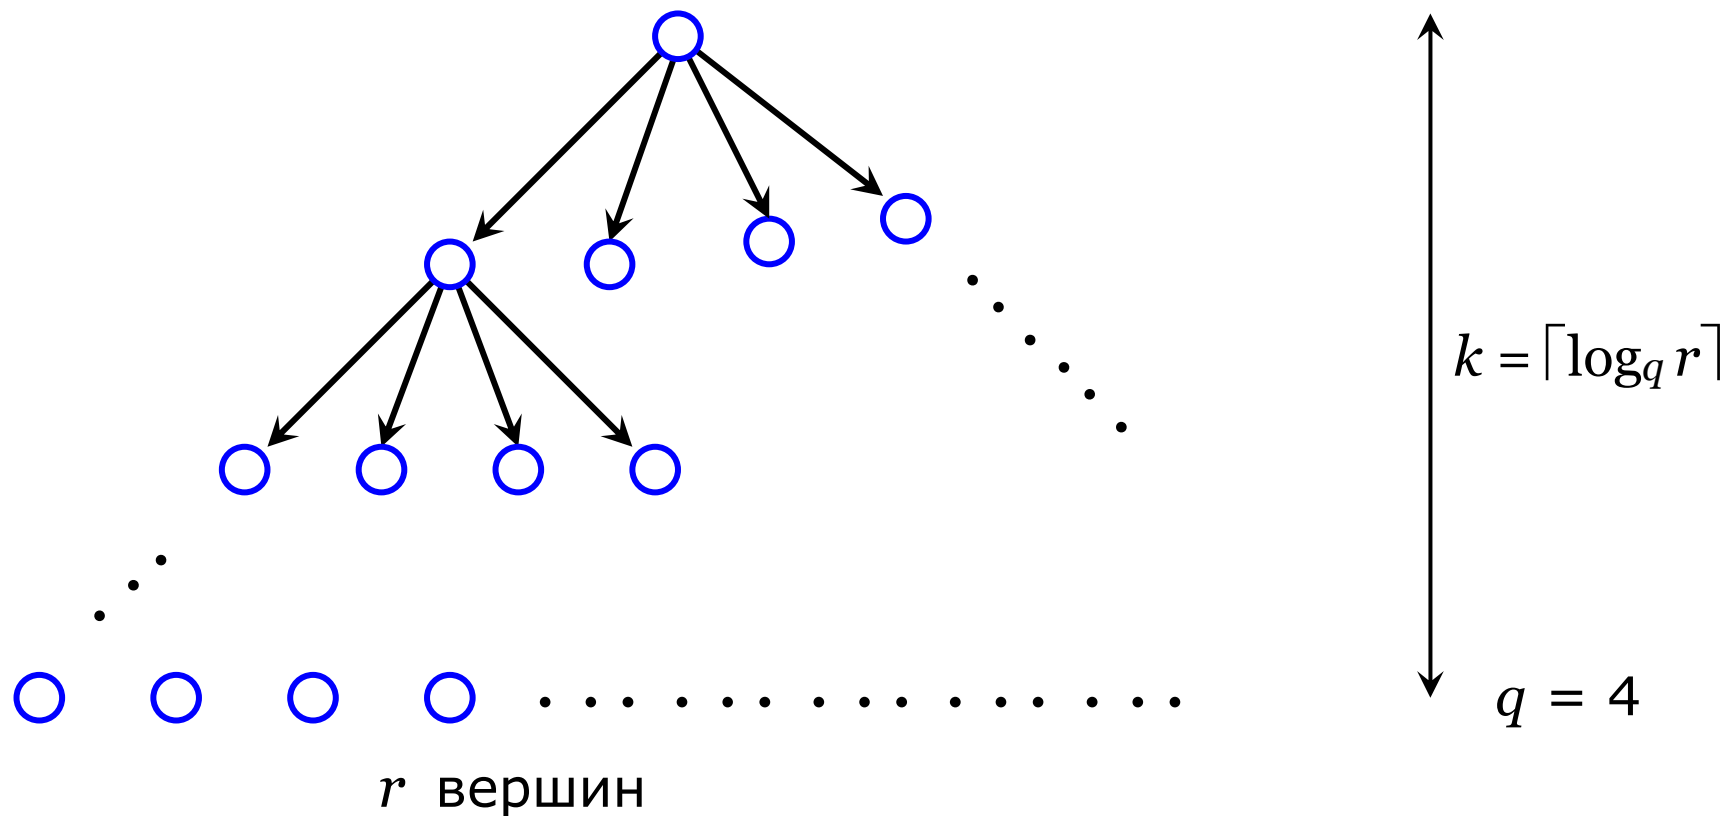 k = ⌈log_q r⌉
q = 4
r вершин